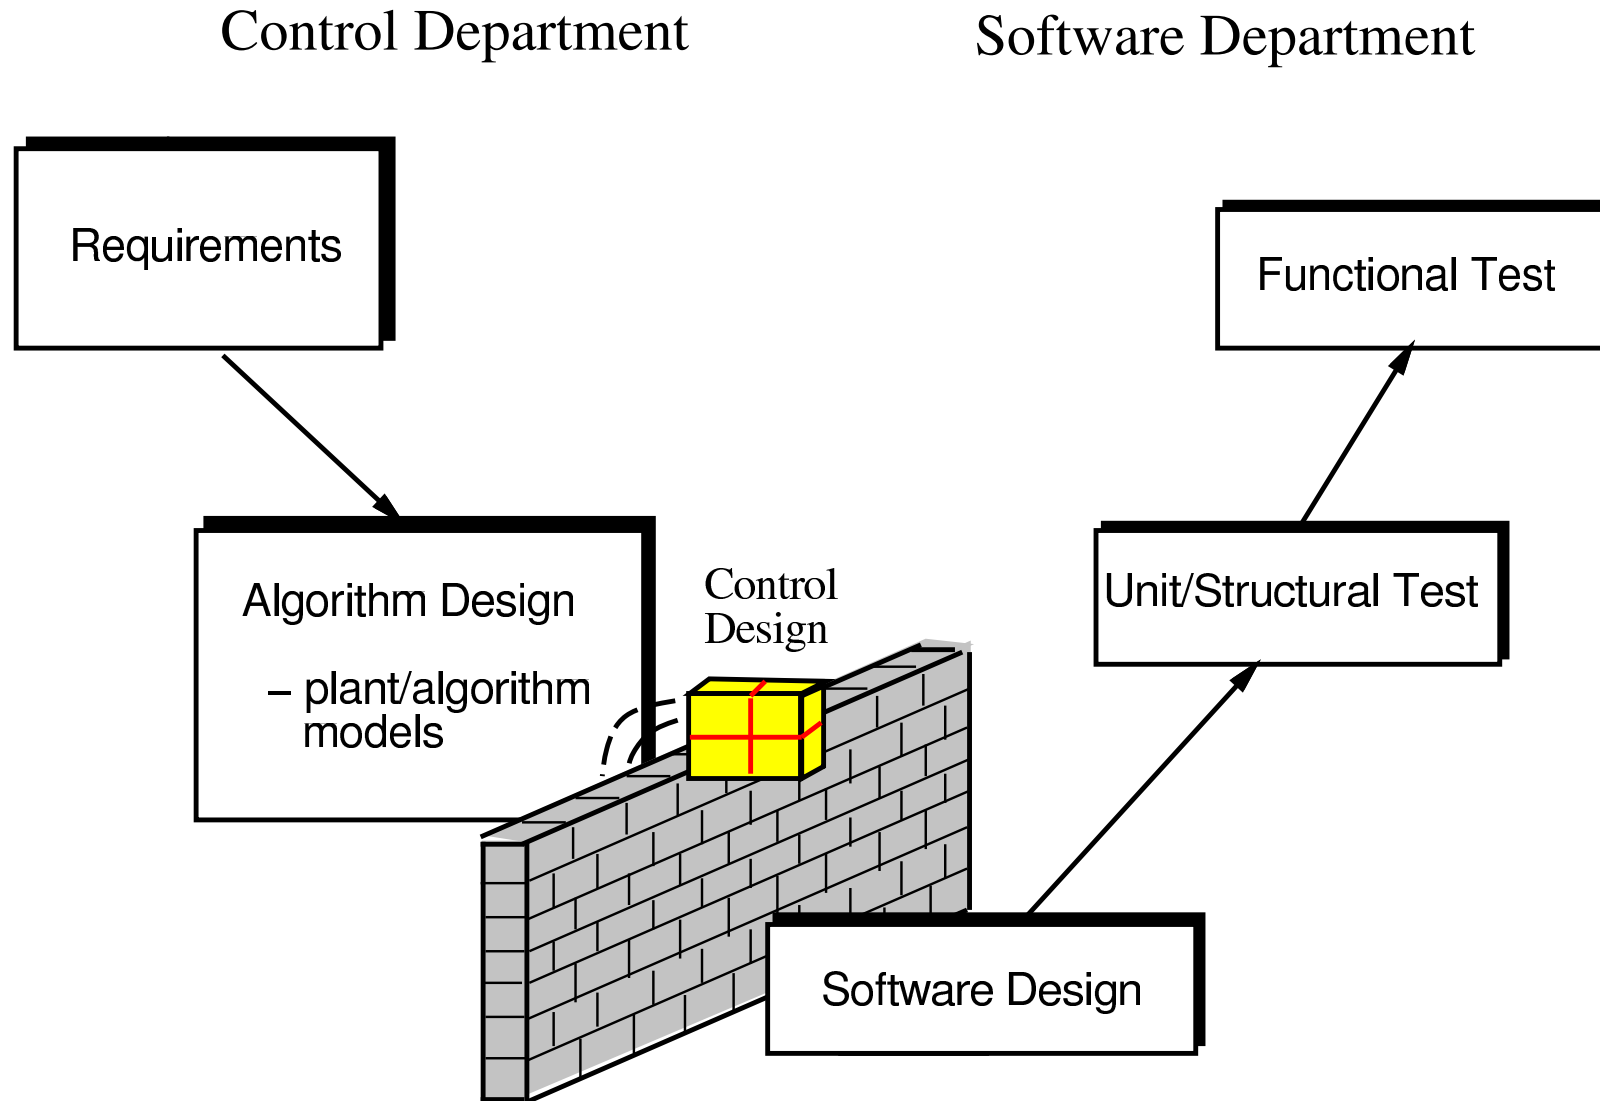 Control Department
Software Department
Requirements
Functional Test
Algorithm Design
– plant/algorithm
models
Control
Design
Unit/Structural Test
Software Design